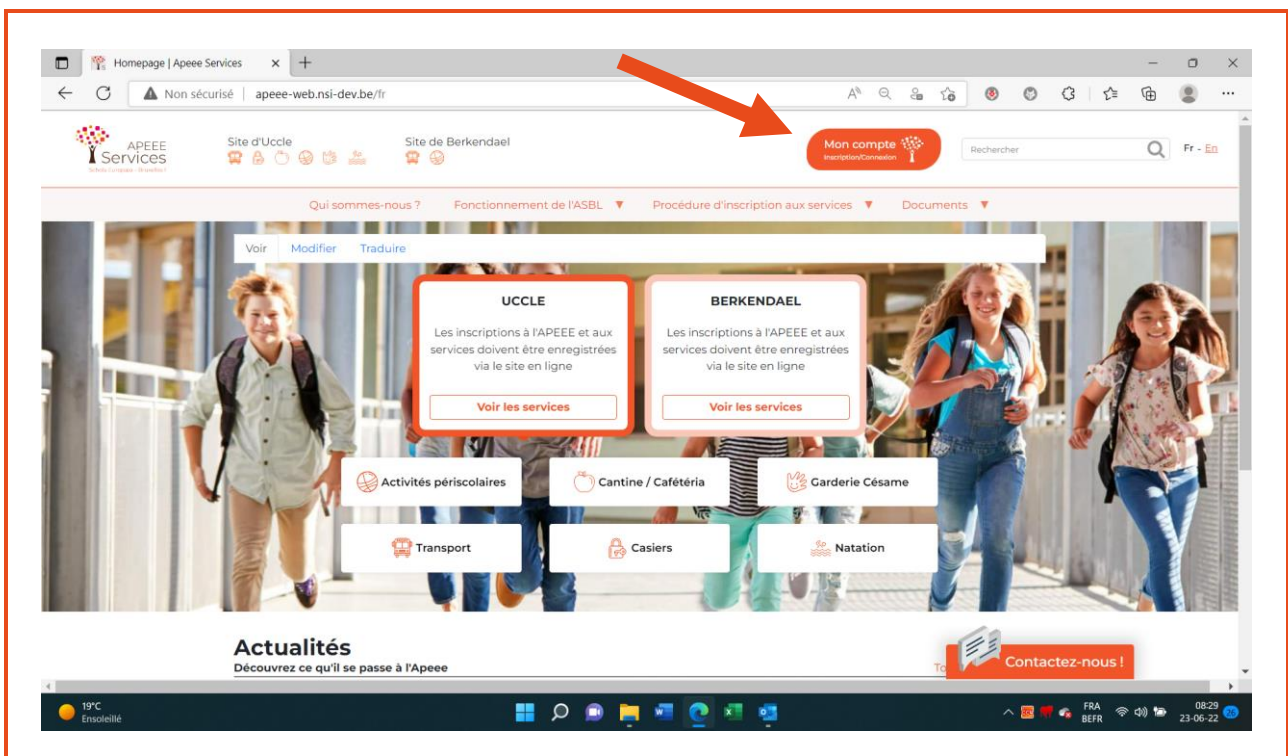 Homepage | Apeee Services
Non sécurisé | apeee-web.nsi-dev.be/fr
APEEE
Services
Site d'Uccle
Site de Berkendael
Mon compte
Inscription/Connexion
Rechercher
Fr - En
Qui sommes-nous ?
Fonctionnement de l'ASBL
Procédure d'inscription aux services
Documents
Voir
Modifier
Traduire
UCCLE
Les inscriptions à l'APEEE et aux
services doivent être enregistrées
via le site en ligne
Voir les services
BERKENDAEL
Les inscriptions à l'APEEE et aux
services doivent être enregistrées
via le site en ligne
Voir les services
Activités périscolaires
Cantine / Cafétéria
Garderie Césame
Transport
Casiers
Natation
Actualités
Découvrez ce qu'il se passe à l'Apeee
To
Contactez-nous !
19°C
Ensoleillé
FRA
BEFR
08:29
23-06-22
26